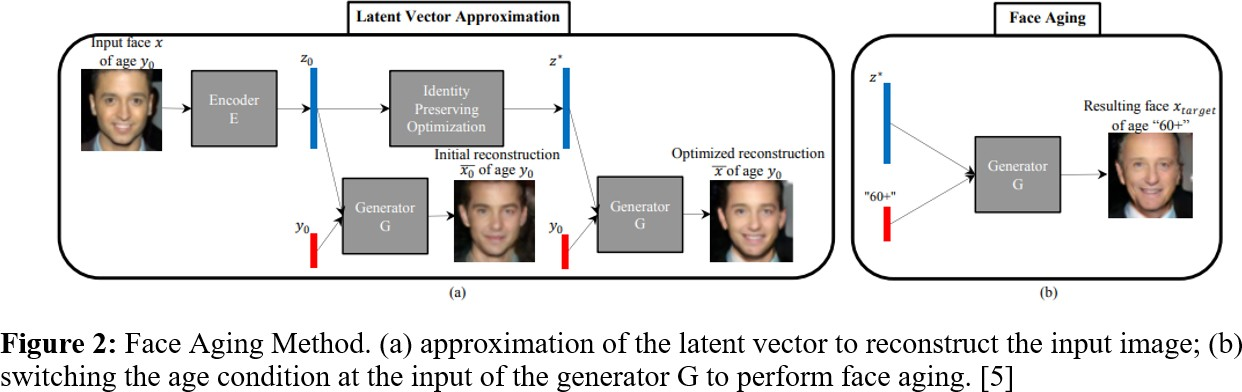 Latent Vector Approximation
Face Aging
Input face x
of age y0
z0
z*
Encoder
E
Identity
Preserving
Optimization
Initial reconstruction
x̅0 of age y0
Optimized reconstruction
x̅ of age y0
y0
Generator
G
y0
Generator
G
(a)
z*
"60+"
Generator
G
Resulting face xtarget
of age “60+”
(b)
Figure 2: Face Aging Method. (a) approximation of the latent vector to reconstruct the input image; (b)
switching the age condition at the input of the generator G to perform face aging. [5]